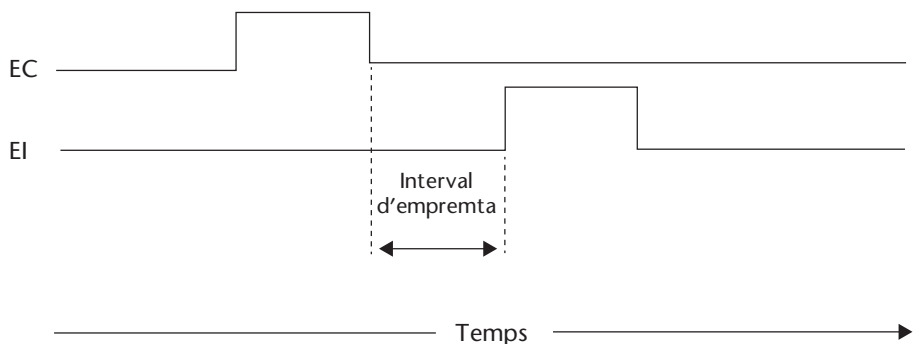 EC
EI
Interval
d'empremta
Temps